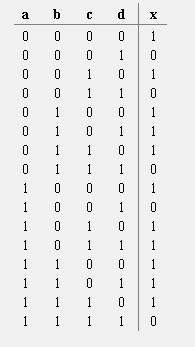 a b c d x
0 0 0 0 1
0 0 0 1 0
0 0 1 0 1
0 0 1 1 0
0 1 0 0 1
0 1 0 1 1
0 1 1 0 1
0 1 1 1 0
1 0 0 0 1
1 0 0 1 0
1 0 1 0 1
1 0 1 1 1
1 1 0 0 1
1 1 0 1 1
1 1 1 0 1
1 1 1 1 0